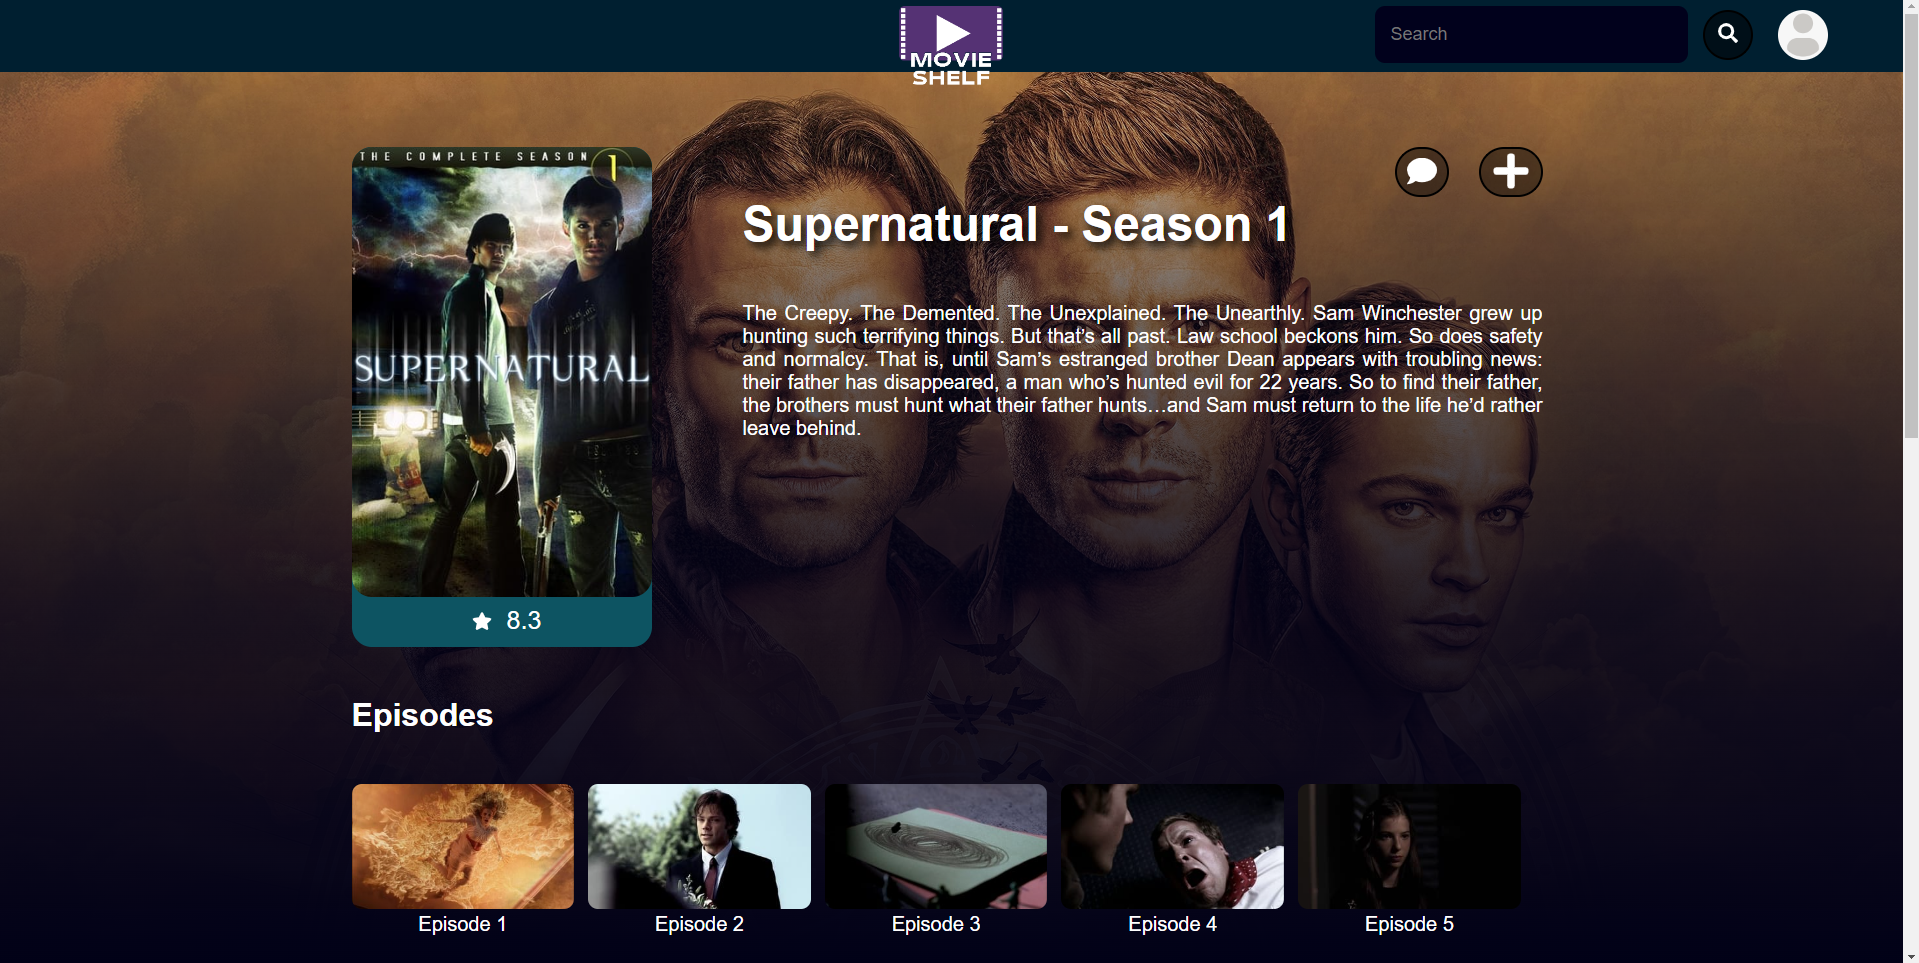 MOVIE
SHELF
Search
THE COMPLETE SEASON 1
SUPERNATURAL
8.3
Supernatural - Season 1
The Creepy. The Demented. The Unexplained. The Unearthly. Sam Winchester grew up
hunting such terrifying things. But that’s all past. Law school beckons him. So does safety
and normalcy. That is, until Sam’s estranged brother Dean appears with troubling news:
their father has disappeared, a man who’s hunted evil for 22 years. So to find their father,
the brothers must hunt what their father hunts…and Sam must return to the life he’d rather
leave behind.
Episodes
Episode 1
Episode 2
Episode 3
Episode 4
Episode 5